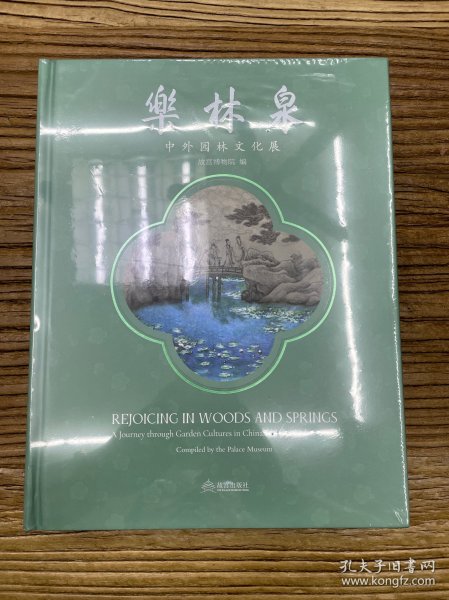 樂林泉
中外园林文化展
故宫博物院 编
REJOICING IN WOODS AND SPRINGS
A Journey through Garden Cultures in China
Compiled by the Palace Museum
故宫出版社
孔夫子旧书网
www.kongfz.com